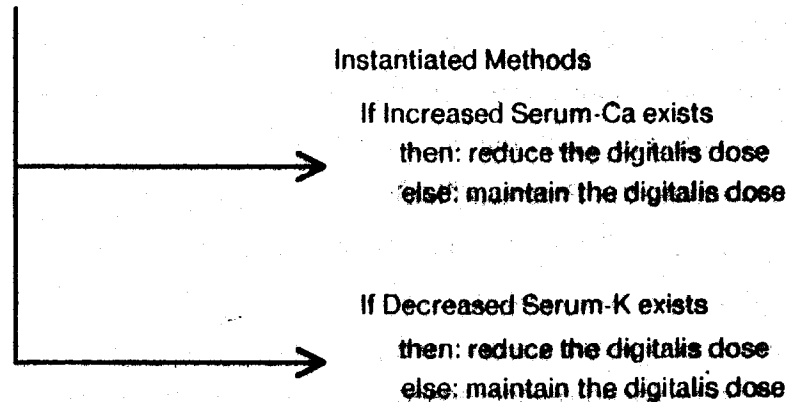 Instantiated Methods
If Increased Serum-Ca exists
then: reduce the digitalis dose
else: maintain the digitalis dose
If Decreased Serum-K exists
then: reduce the digitalis dose
else: maintain the digitalis dose